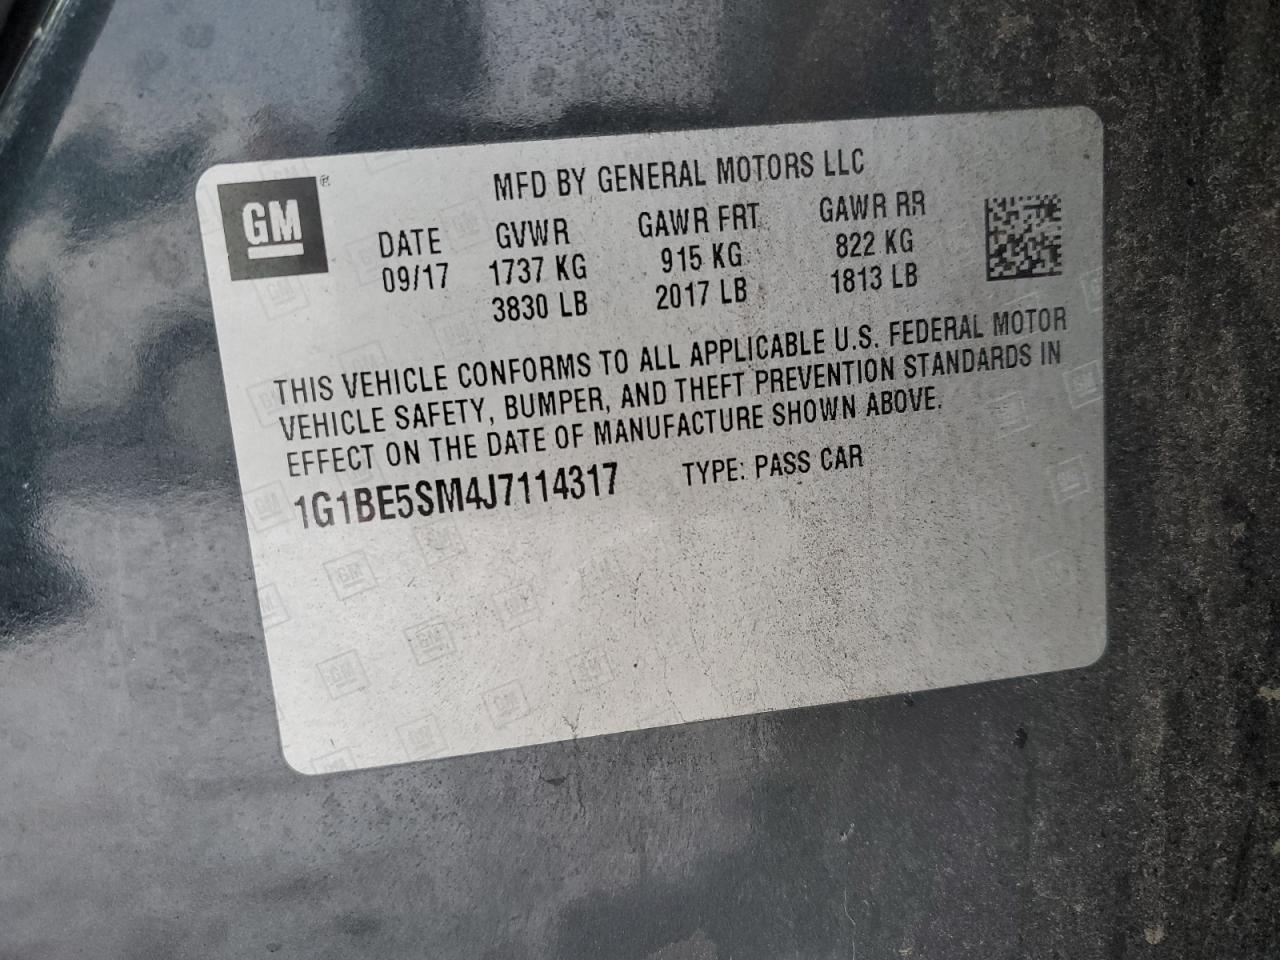 GM ®
MFD BY GENERAL MOTORS LLC
DATE GVWR GAWR FRT GAWR RR
09/17 1737 KG 915 KG 822 KG
3830 LB 2017 LB 1813 LB
THIS VEHICLE CONFORMS TO ALL APPLICABLE U.S. FEDERAL MOTOR
VEHICLE SAFETY, BUMPER, AND THEFT PREVENTION STANDARDS IN
EFFECT ON THE DATE OF MANUFACTURE SHOWN ABOVE.
1G1BE5SM4J7114317 TYPE: PASS CAR